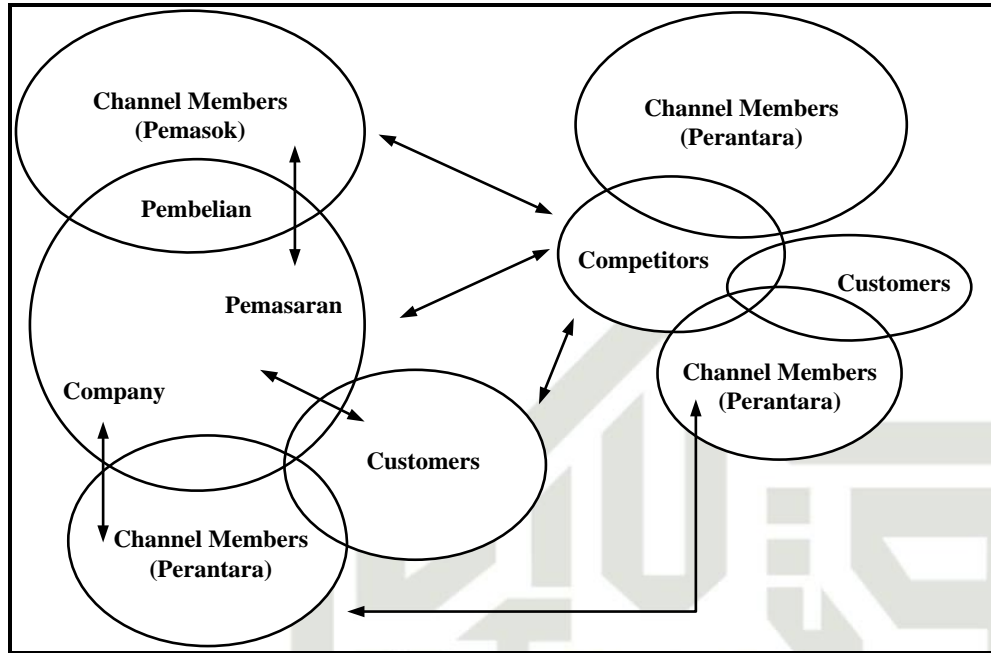 Channel Members
(Pemasok)
Pembelian
Pemasaran
Company
Customers
Channel Members
(Perantara)
Channel Members
(Perantara)
Competitors
Customers
Channel Members
(Perantara)